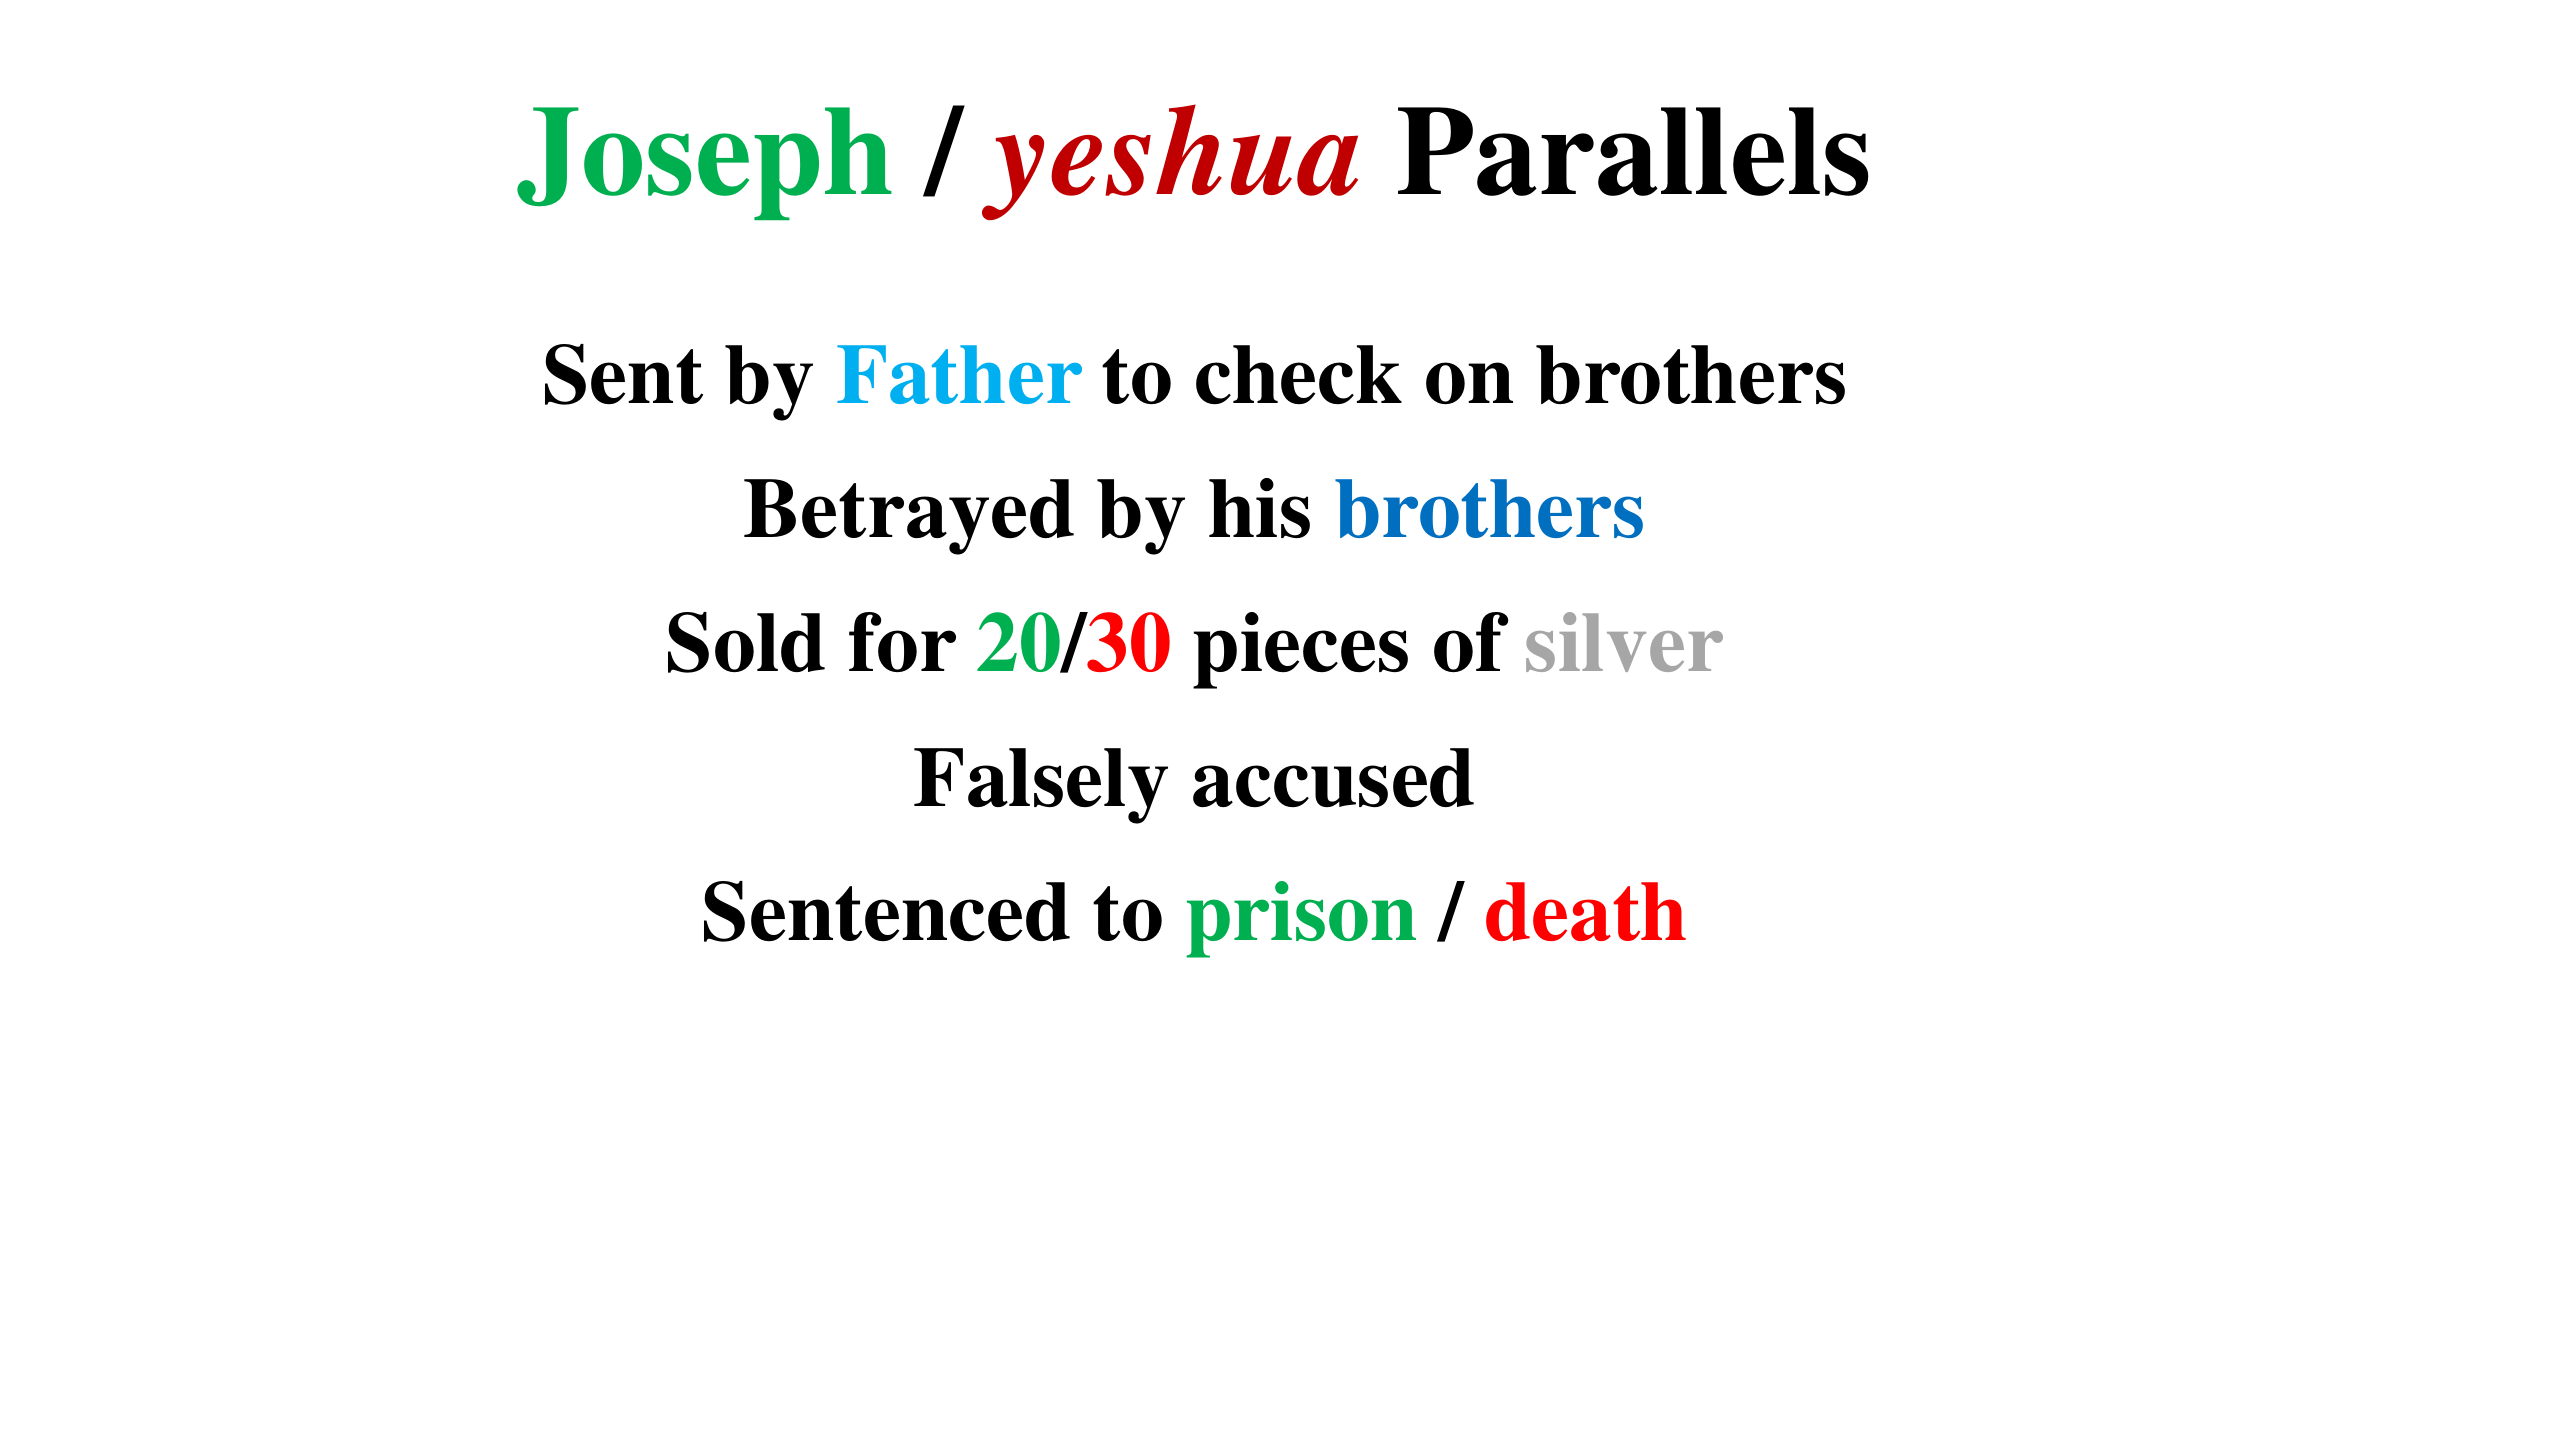 Joseph / yeshua Parallels
Sent by Father to check on brothers
Betrayed by his brothers
Sold for 20/30 pieces of silver
Falsely accused
Sentenced to prison / death